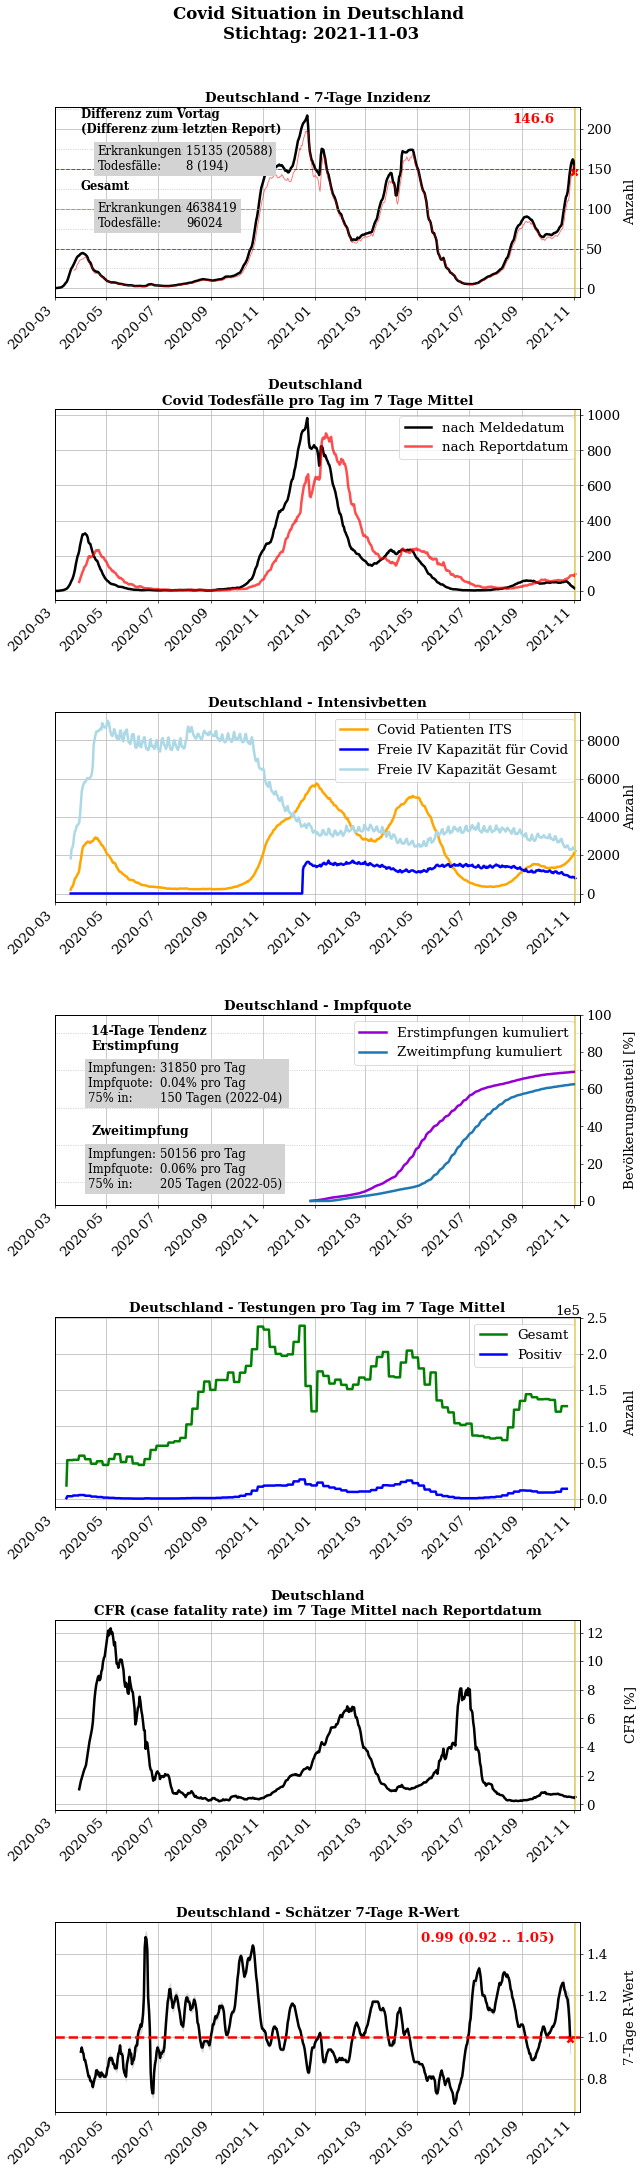 Covid Situation in Deutschland
Stichtag: 2021-11-03
Deutschland - 7-Tage Inzidenz
Differenz zum Vortag
(Differenz zum letzten Report)
Erkrankungen 15135 (20588)
Todesfälle: 8 (194)
Gesamt
Erkrankungen 4638419
Todesfälle: 96024
146.6
200
150
100
50
0
Anzahl
2020-03 2020-05 2020-07 2020-09 2020-11 2021-01 2021-03 2021-05 2021-07 2021-09 2021-11
Deutschland
Covid Todesfälle pro Tag im 7 Tage Mittel
nach Meldedatum
nach Reportdatum
1000
800
600
400
200
0
2020-03 2020-05 2020-07 2020-09 2020-11 2021-01 2021-03 2021-05 2021-07 2021-09 2021-11
Deutschland - Intensivbetten
Covid Patienten ITS
Freie IV Kapazität für Covid
Freie IV Kapazität Gesamt
8000
6000
4000
2000
0
Anzahl
2020-03 2020-05 2020-07 2020-09 2020-11 2021-01 2021-03 2021-05 2021-07 2021-09 2021-11
Deutschland - Impfquote
14-Tage Tendenz
Erstimpfung
Impfungen: 31850 pro Tag
Impfquote: 0.04% pro Tag
75% in: 150 Tagen (2022-04)
Zweitimpfung
Impfungen: 50156 pro Tag
Impfquote: 0.06% pro Tag
75% in: 205 Tagen (2022-05)
Erstimpfungen kumuliert
Zweitimpfung kumuliert
100
80
60
40
20
0
Bevölkerungsanteil [%]
2020-03 2020-05 2020-07 2020-09 2020-11 2021-01 2021-03 2021-05 2021-07 2021-09 2021-11
Deutschland - Testungen pro Tag im 7 Tage Mittel
1e5
Gesamt
Positiv
2.5
2.0
1.5
1.0
0.5
0.0
Anzahl
2020-03 2020-05 2020-07 2020-09 2020-11 2021-01 2021-03 2021-05 2021-07 2021-09 2021-11
Deutschland
CFR (case fatality rate) im 7 Tage Mittel nach Reportdatum
12
10
8
6
4
2
0
CFR [%]
2020-03 2020-05 2020-07 2020-09 2020-11 2021-01 2021-03 2021-05 2021-07 2021-09 2021-11
Deutschland - Schätzer 7-Tage R-Wert
0.99 (0.92 .. 1.05)
1.4
1.2
1.0
0.8
7-Tage R-Wert
2020-03 2020-05 2020-07 2020-09 2020-11 2021-01 2021-03 2021-05 2021-07 2021-09 2021-11